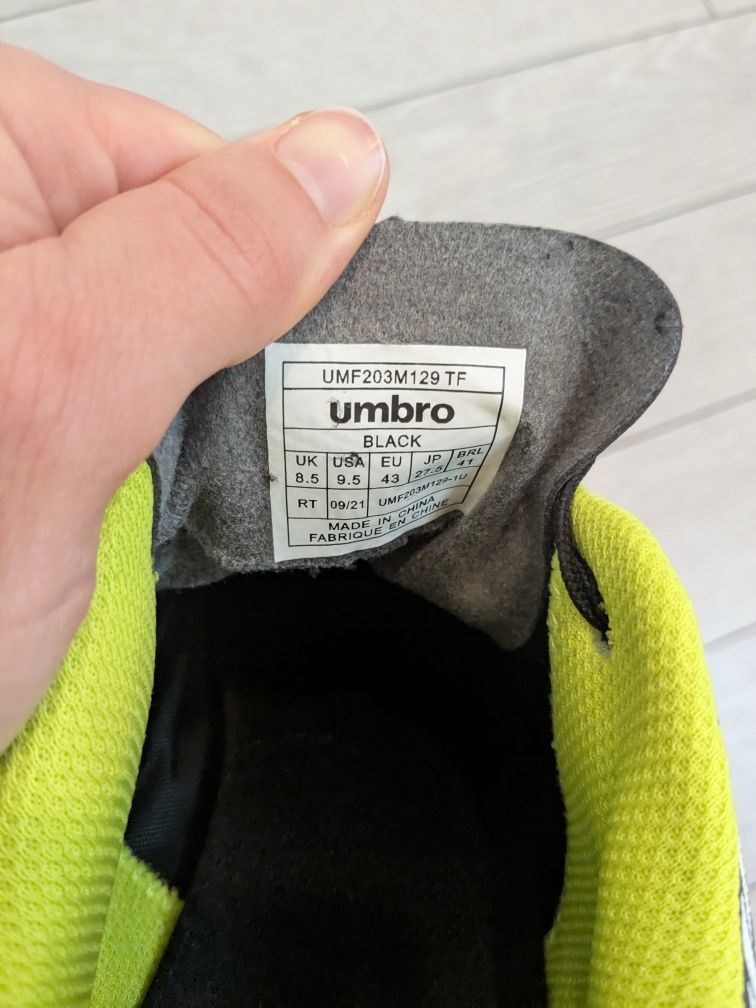 UMF203M129 TF
umbro
BLACK
UK USA EU JP BRL
8.5 9.5 43 27.5 41
RT 09/21 UMF203M129-1U
MADE IN CHINA
FABRIQUE EN CHINE